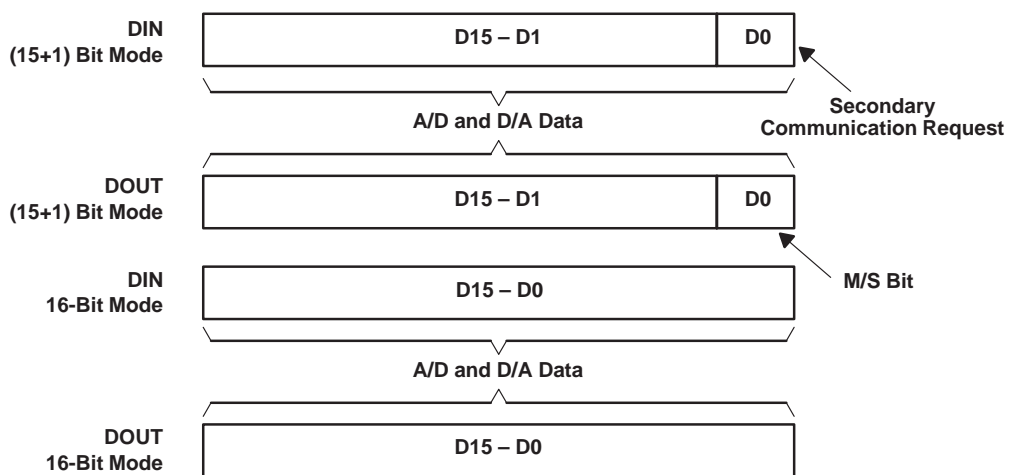 DIN
(15+1) Bit Mode
D15 – D1
D0
Secondary
Communication Request
A/D and D/A Data
DOUT
(15+1) Bit Mode
D15 – D1
D0
M/S Bit
DIN
16-Bit Mode
D15 – D0
A/D and D/A Data
DOUT
16-Bit Mode
D15 – D0